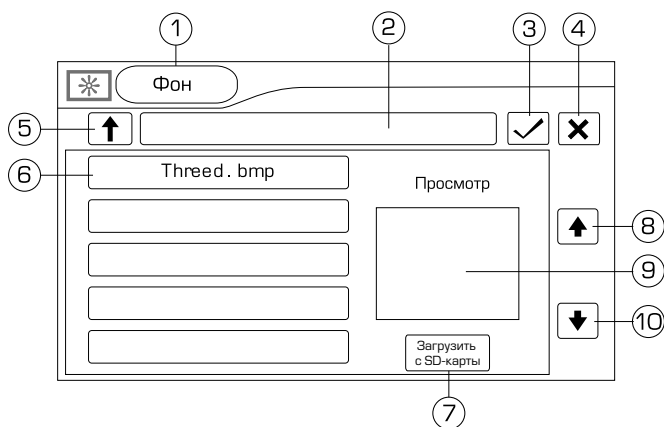 1
2
3
4
Фон
5
6
Threed.bmp
Просмотр
8
9
Загрузить
с SD-карты
10
7